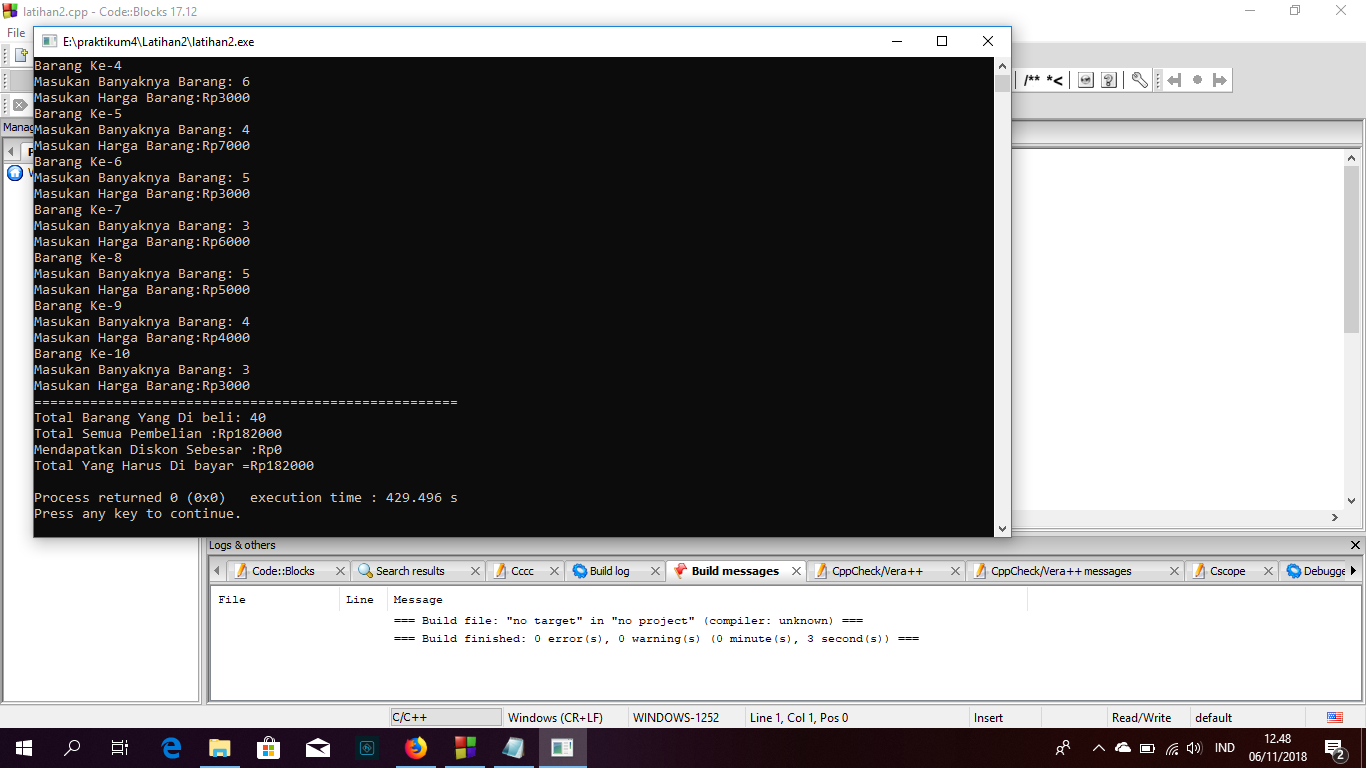 latihan2.cpp - Code::Blocks 17.12
File
E:\praktikum4\Latihan2\latihan2.exe
/** *<
Barang Ke-4
Masukan Banyaknya Barang: 6
Masukan Harga Barang:Rp3000
Barang Ke-5
Masukan Banyaknya Barang: 4
Masukan Harga Barang:Rp7000
Barang Ke-6
Masukan Banyaknya Barang: 5
Masukan Harga Barang:Rp3000
Barang Ke-7
Masukan Banyaknya Barang: 3
Masukan Harga Barang:Rp6000
Barang Ke-8
Masukan Banyaknya Barang: 5
Masukan Harga Barang:Rp5000
Barang Ke-9
Masukan Banyaknya Barang: 4
Masukan Harga Barang:Rp4000
Barang Ke-10
Masukan Banyaknya Barang: 3
Masukan Harga Barang:Rp3000
=====================================================
Total Barang Yang Di beli: 40
Total Semua Pembelian :Rp182000
Mendapatkan Diskon Sebesar :Rp0
Total Yang Harus Di bayar =Rp182000
Process returned 0 (0x0)   execution time : 429.496 s
Press any key to continue.
Manag
Logs & others
Code::Blocks
Search results
Cccc
Build log
Build messages
CppCheck/Vera++
CppCheck/Vera++ messages
Cscope
Debugge
File Line Message
=== Build file: "no target" in "no project" (compiler: unknown) ===
=== Build finished: 0 error(s), 0 warning(s) (0 minute(s), 3 second(s)) ===
C/C++ Windows (CR+LF) WINDOWS-1252 Line 1, Col 1, Pos 0 Insert Read/Write default
IND
12.48
06/11/2018
2